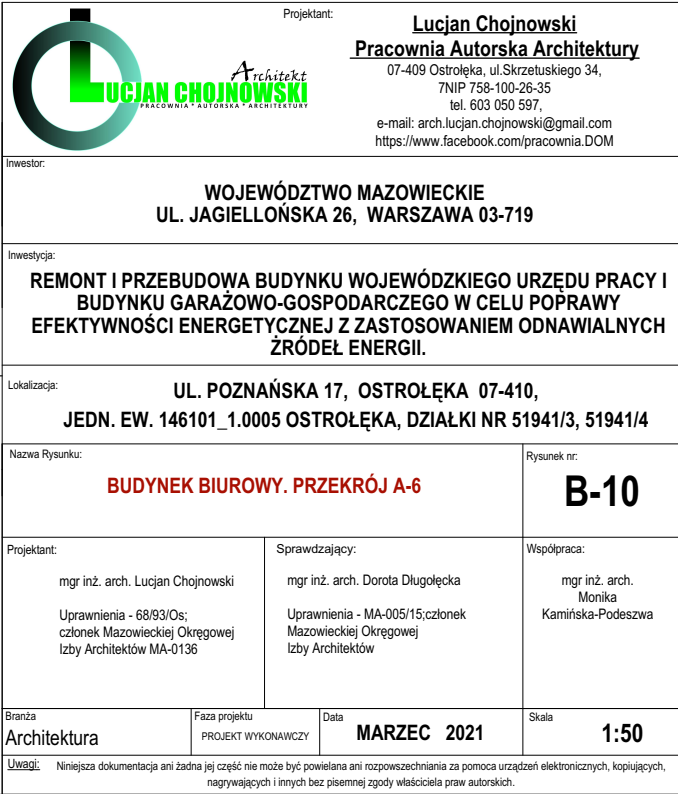 Projektant:
Architekt
LUCJAN CHOJNOWSKI
PRACOWNIA * AUTORSKA * ARCHITEKTURY
Lucjan Chojnowski
Pracownia Autorska Architektury
07-409 Ostrołęka, ul.Skrzetuskiego 34,
7NIP 758-100-26-35
tel. 603 050 597,
e-mail: arch.lucjan.chojnowski@gmail.com
https://www.facebook.com/pracownia.DOM
Inwestor:
WOJEWÓDZTWO MAZOWIECKIE
UL. JAGIELLOŃSKA 26, WARSZAWA 03-719
Inwestycja:
REMONT I PRZEBUDOWA BUDYNKU WOJEWÓDZKIEGO URZĘDU PRACY I
BUDYNKU GARAŻOWO-GOSPODARCZEGO W CELU POPRAWY
EFEKTYWNOŚCI ENERGETYCZNEJ Z ZASTOSOWANIEM ODNAWIALNYCH
ŻRÓDEŁ ENERGII.
Lokalizacja:
UL. POZNAŃSKA 17, OSTROŁĘKA 07-410,
JEDN. EW. 146101_1.0005 OSTROŁĘKA, DZIAŁKI NR 51941/3, 51941/4
Nazwa Rysunku:
BUDYNEK BIUROWY. PRZEKRÓJ A-6
Rysunek nr:
B-10
Projektant:
mgr inż. arch. Lucjan Chojnowski
Uprawnienia - 68/93/Os;
członek Mazowieckiej Okręgowej
Izby Architektów MA-0136
Sprawdzający:
mgr inż. arch. Dorota Długołęcka
Uprawnienia - MA-005/15;członek
Mazowieckiej Okręgowej
Izby Architektów
Współpraca:
mgr inż. arch.
Monika
Kamińska-Podeszwa
Branża
Architektura
Faza projektu
PROJEKT WYKONAWCZY
Data
MARZEC 2021
Skala
1:50
Uwagi: Niniejsza dokumentacja ani żadna jej część nie może być powielana ani rozpowszechniania za pomoca urządzeń elektronicznych, kopiujących,
nagrywających i innych bez pisemnej zgody właściciela praw autorskich.